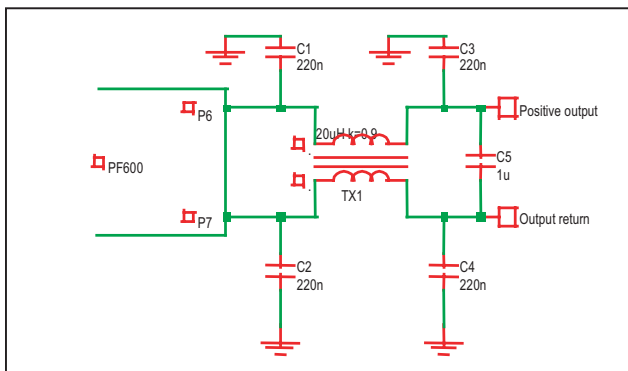 C1
220n
C3
220n
P6
20uH k=0.9
Positive output
PF600
C5
1u
P7
TX1
Output return
C2
220n
C4
220n